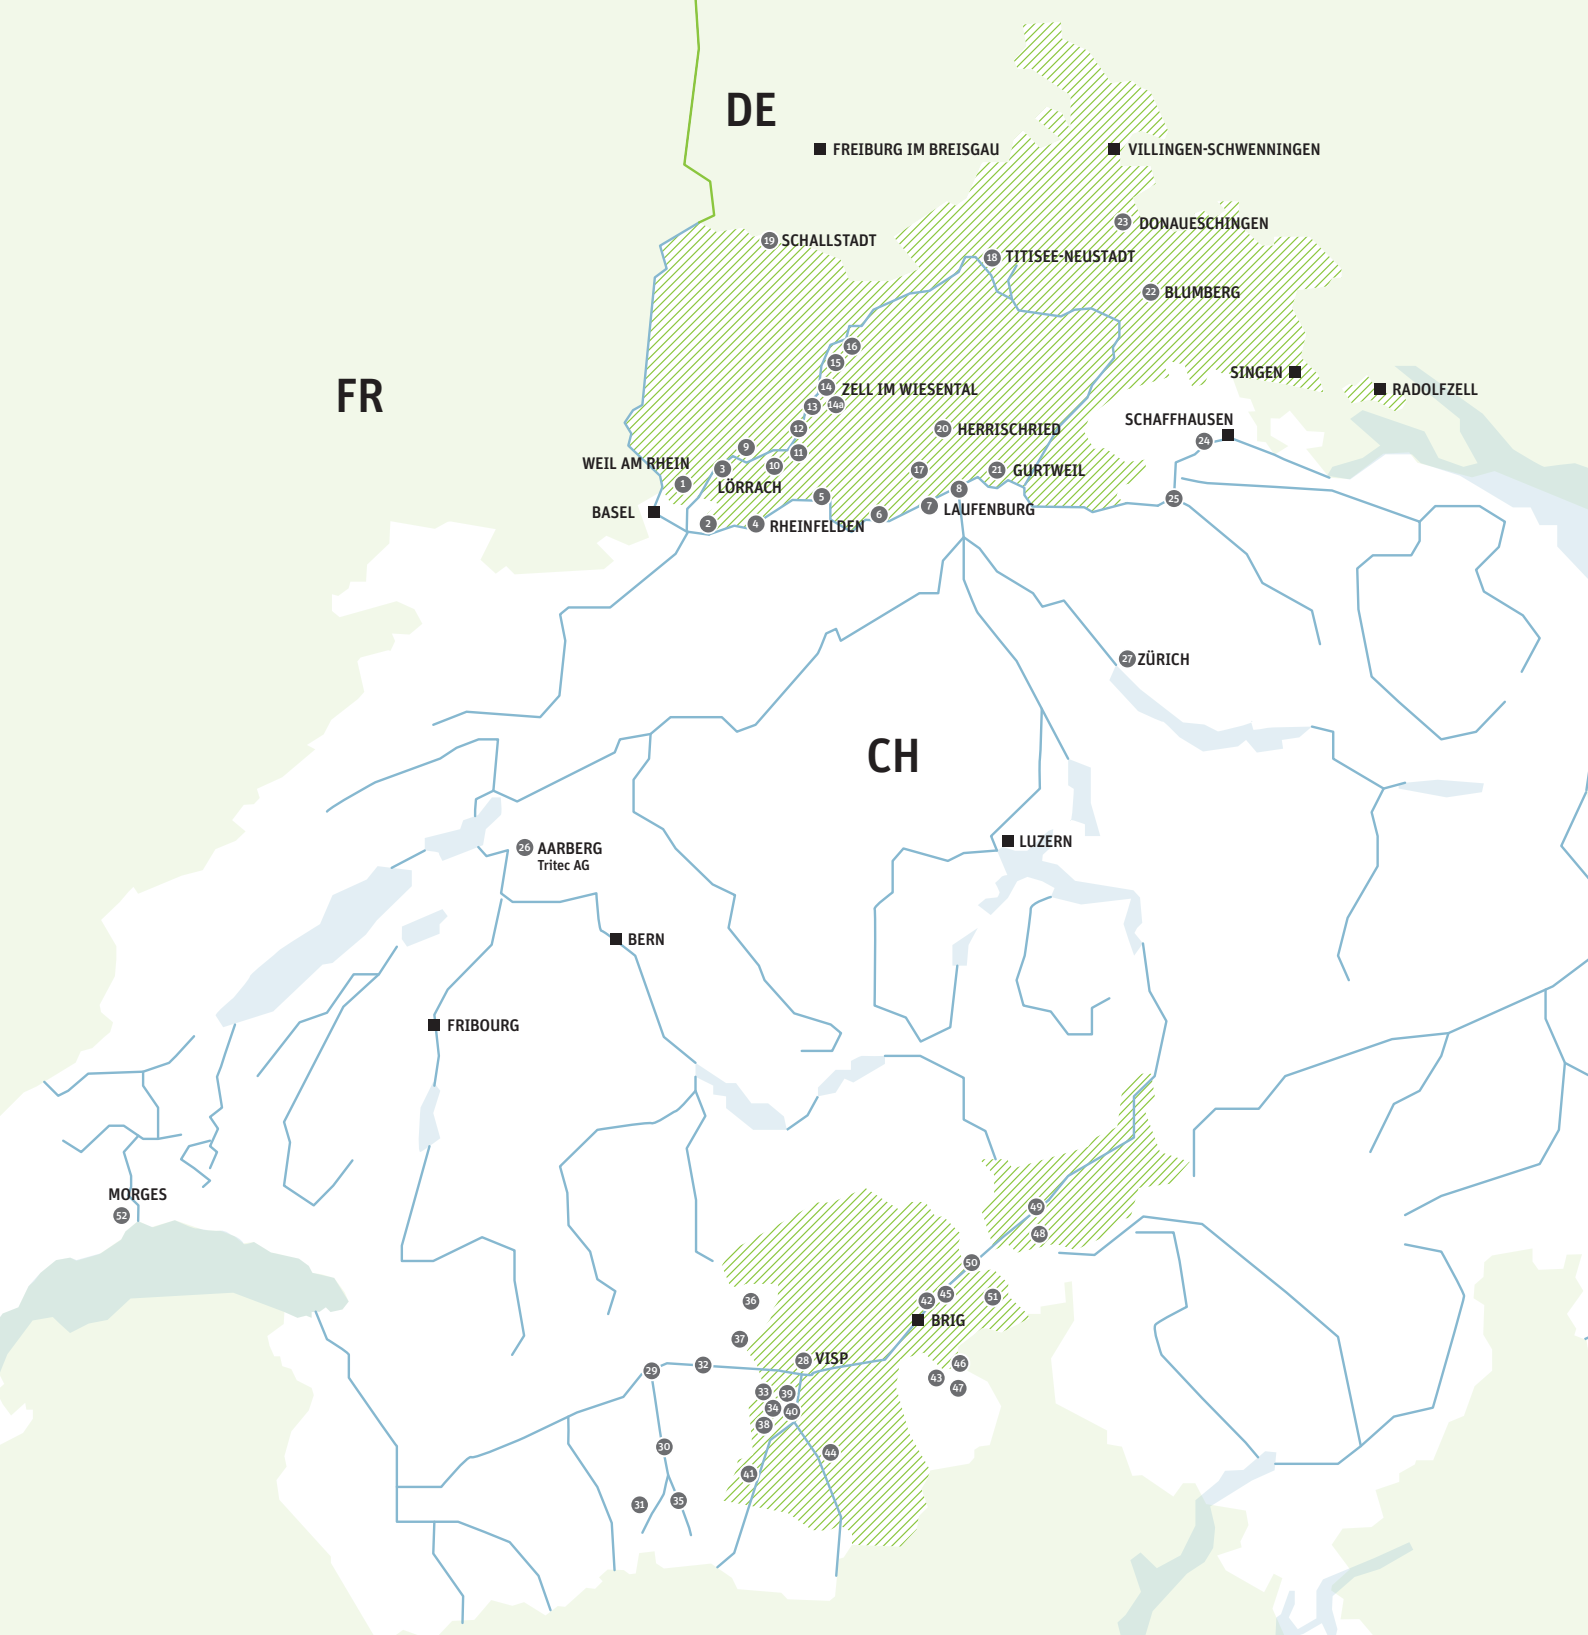 DE
FREIBURG IM BREISGAU
VILLINGEN-SCHWENNINGEN
23 DONAUESCHINGEN
19 SCHALLSTADT
18 TITISEE-NEUSTADT
22 BLUMBERG
16
15
FR
SINGEN
RADOLFZELL
14 ZELL IM WIESENTAL
13
14a
SCHAFFHAUSEN
24
12
20 HERRISCHRIED
9
11
WEIL AM RHEIN
3
10
17
21 GURTWEIL
1
LÖRRACH
5
8
25
BASEL
7 LAUFENBURG
2
4 RHEINFELDEN
6
27 ZÜRICH
CH
LUZERN
26 AARBERG
Tritec AG
BERN
FRIBOURG
MORGES
52
49
48
50
36
42
45
51
BRIG
37
28 VISP
29
32
46
43
47
33
39
34
40
38
30
44
41
31
35